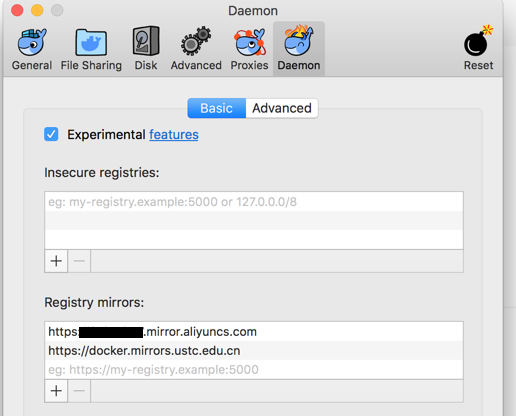 Daemon
General File Sharing Disk Advanced Proxies Daemon Reset
Basic Advanced
Experimental features
Insecure registries:
eg: my-registry.example:5000 or 127.0.0.0/8
Registry mirrors:
https: .mirror.aliyuncs.com
https://docker.mirrors.ustc.edu.cn
eg: https://my-registry.example:5000